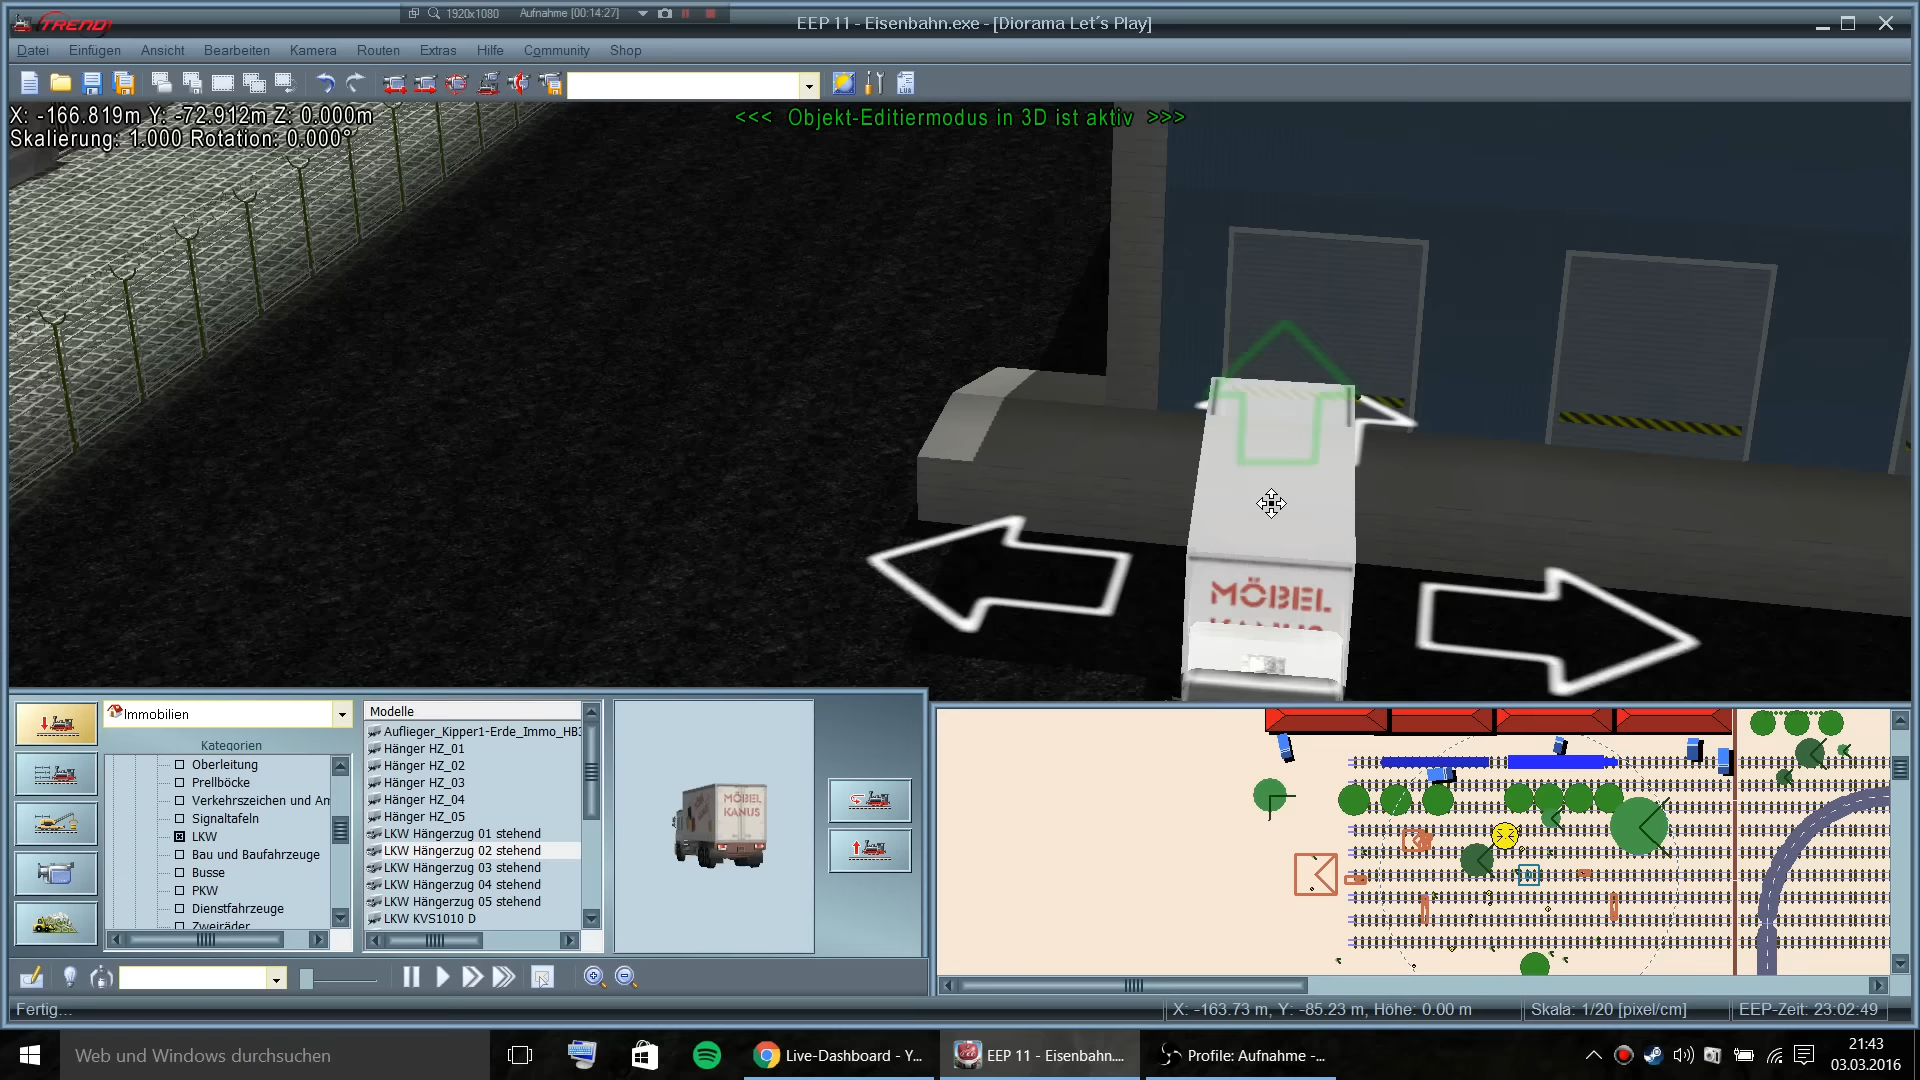 1920x1080 Aufnahme [00:14:27]
TREND
EEP 11 - Eisenbahn.exe - [Diorama Let´s Play]
Datei Einfügen Ansicht Bearbeiten Kamera Routen Extras Hilfe Community Shop
X: -166.819m Y: -72.912m Z: 0.000m
Skalierung: 1.000 Rotation: 0.000°
<<< Objekt-Editiermodus in 3D ist aktiv >>>
MÖBEL
KANUS
Immobilien
Kategorien
Oberleitung
Prellböcke
Verkehrszeichen und Am
Signaltafeln
LKW
Bau und Baufahrzeuge
Busse
PKW
Dienstfahrzeuge
Zweiräder
Modelle
Auflieger_Kipper1-Erde_Immo_HB3
Hänger HZ_01
Hänger HZ_02
Hänger HZ_03
Hänger HZ_04
Hänger HZ_05
LKW Hängerzug 01 stehend
LKW Hängerzug 02 stehend
LKW Hängerzug 03 stehend
LKW Hängerzug 04 stehend
LKW Hängerzug 05 stehend
LKW KVS1010 D
MÖBEL
KANUS
Fertig...
X: -163.73 m, Y: -85.23 m, Höhe: 0.00 m
Skala: 1/20 [pixel/cm]
EEP-Zeit: 23:02:49
Web und Windows durchsuchen
Live-Dashboard - Y...
EEP 11 - Eisenbahn....
Profile: Aufnahme -...
21:43
03.03.2016